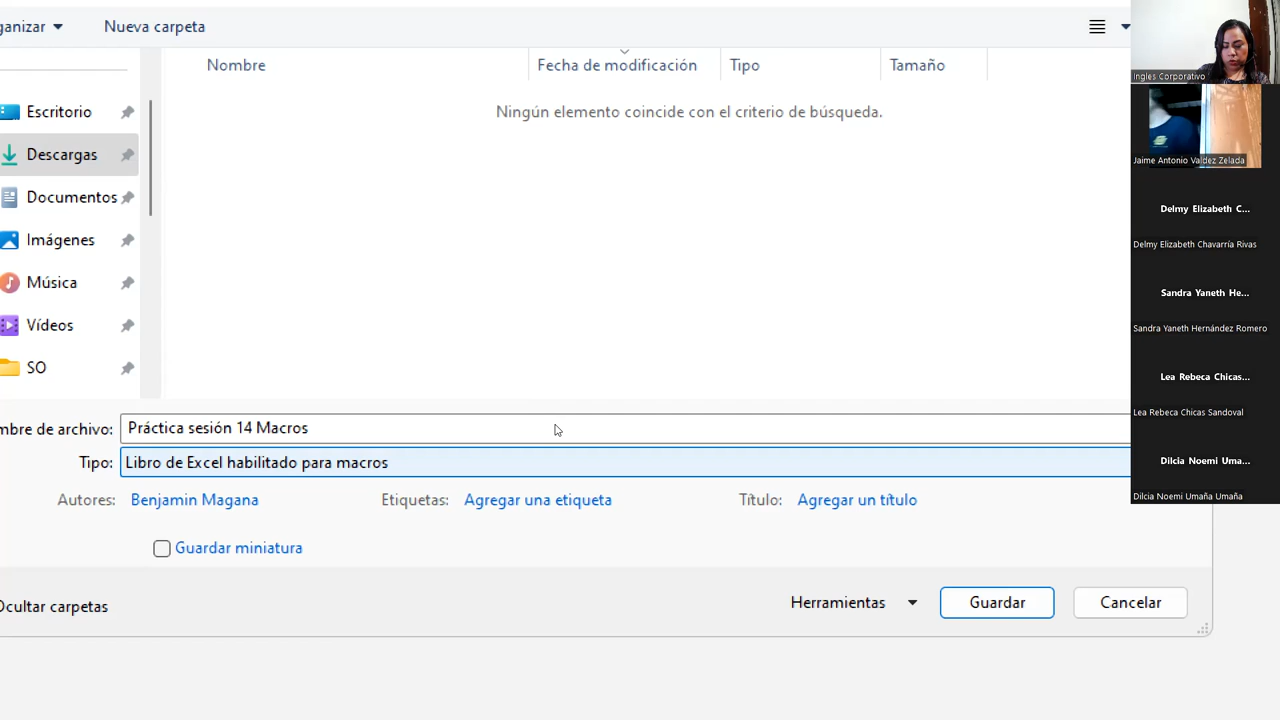 ganizar
Nueva carpeta
Nombre
Fecha de modificación
Tipo
Tamaño
Ningún elemento coincide con el criterio de búsqueda.
Escritorio
Descargas
Documentos
Imágenes
Música
Vídeos
SO
mbre de archivo: Práctica sesión 14 Macros
Tipo: Libro de Excel habilitado para macros
Autores: Benjamin Magana
Etiquetas: Agregar una etiqueta
Título: Agregar un título
Guardar miniatura
Ocultar carpetas
Herramientas
Guardar
Cancelar
Ingles Corporativo
Jaime Antonio Valdez Zelada
Delmy Elizabeth C...
Delmy Elizabeth Chavarría Rivas
Sandra Yaneth He...
Sandra Yaneth Hernández Romero
Lea Rebeca Chicas...
Lea Rebeca Chicas Sandoval
Dilcia Noemi Uma...
Dilcia Noemi Umaña Umaña